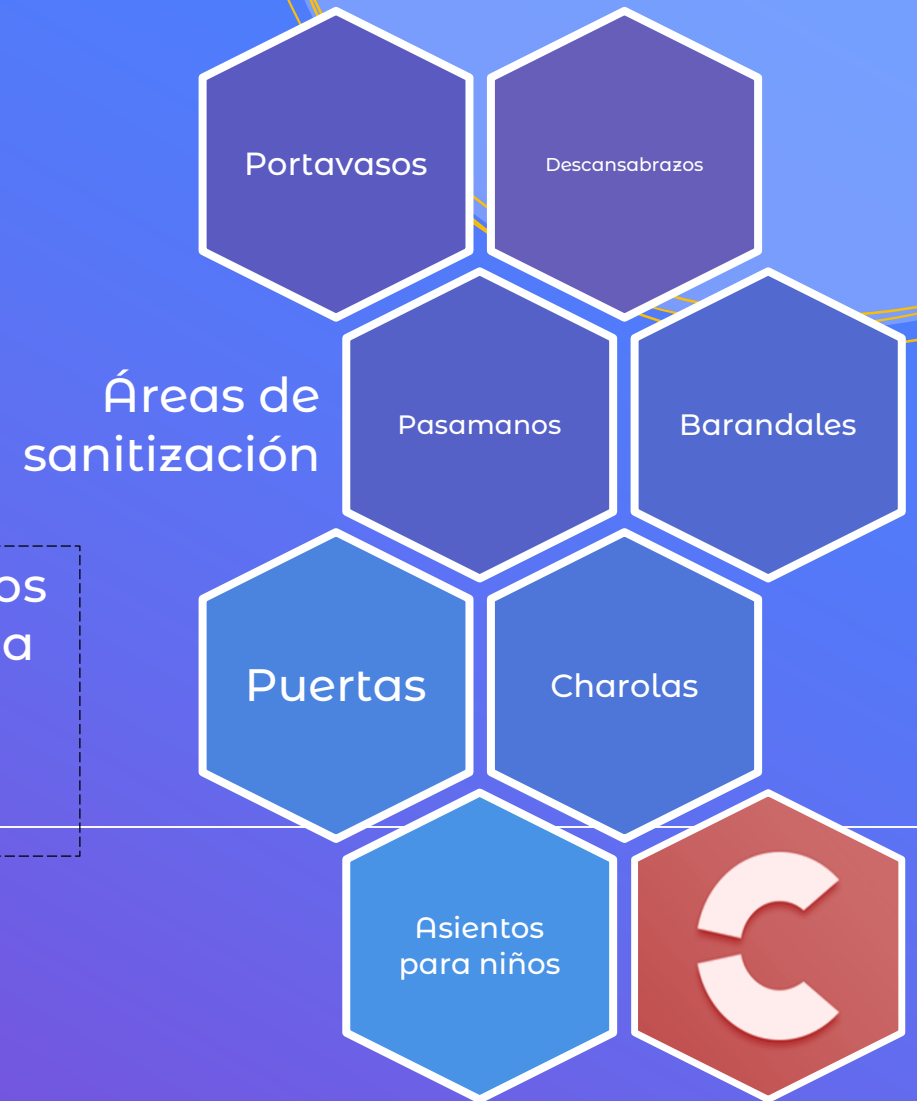 Portavasos
Descansabrazos
Áreas de
sanitización
Pasamanos
Barandales
Puertas
Charolas
Asientos
para niños